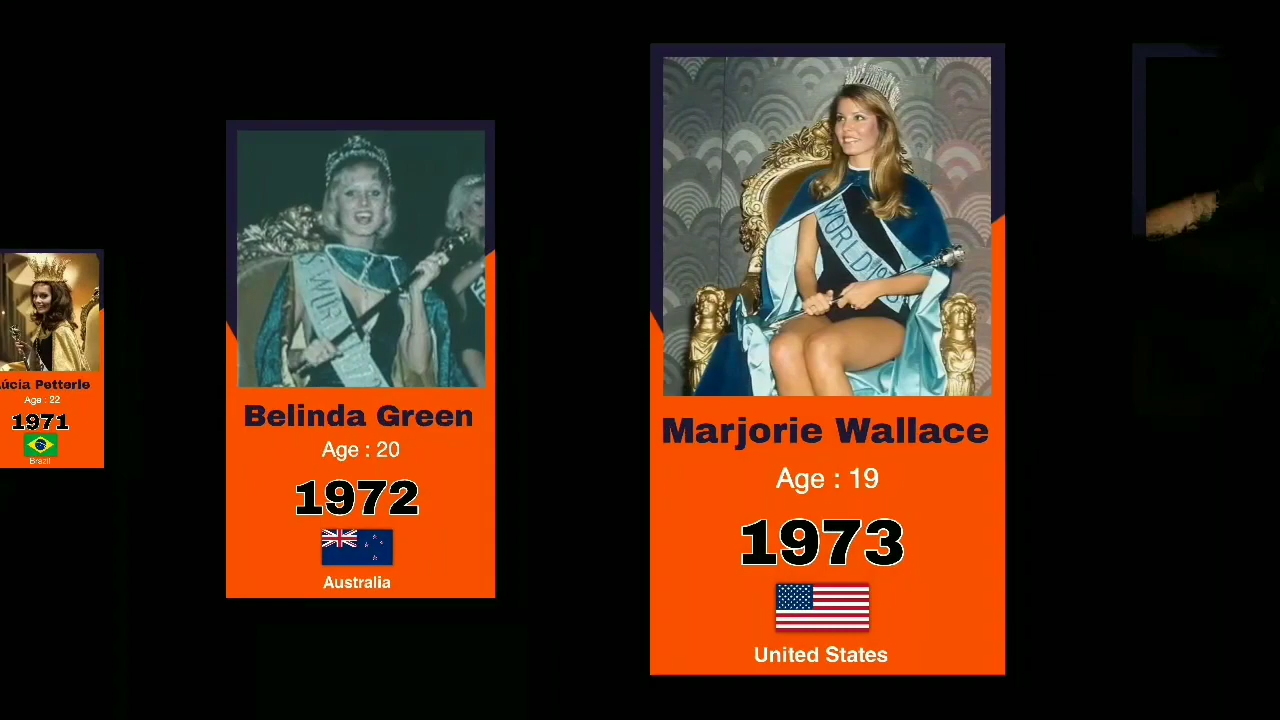 úcia Petterle
Age : 22
1971
Brazil
Belinda Green
Age : 20
1972
Australia
Marjorie Wallace
Age : 19
1973
United States
WORLD